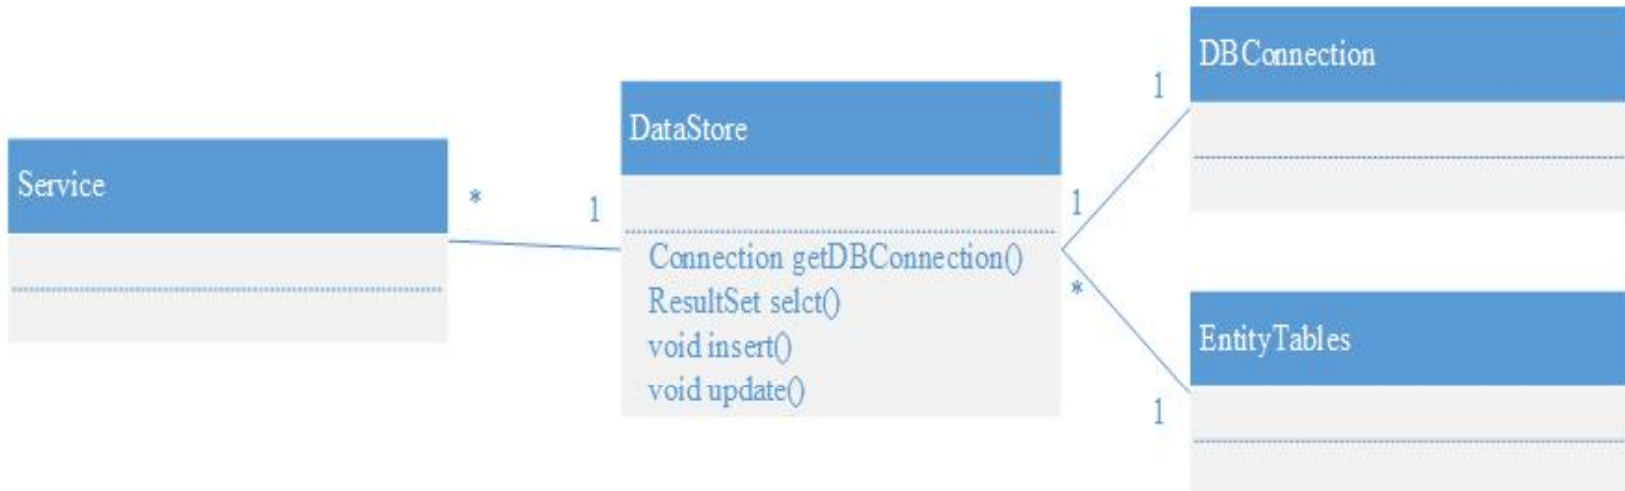 Service
*
1
DataStore
Connection getDBConnection()
ResultSet selct()
void insert()
void update()
1
*
1
DBConnection
1
EntityTables